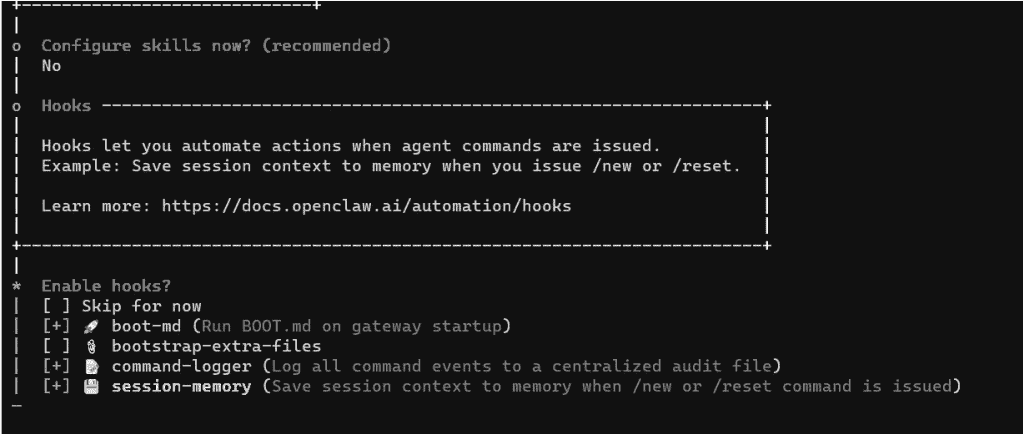 Configure skills now? (recommended)
No
Hooks
Hooks let you automate actions when agent commands are issued.
Example: Save session context to memory when you issue /new or /reset.
Learn more: https://docs.openclaw.ai/automation/hooks
* Enable hooks?
[ ] Skip for now
[+] 🚀 boot-md (Run BOOT.md on gateway startup)
[ ] 📎 bootstrap-extra-files
[+] 📝 command-logger (Log all command events to a centralized audit file)
[+] 💾 session-memory (Save session context to memory when /new or /reset command is issued)